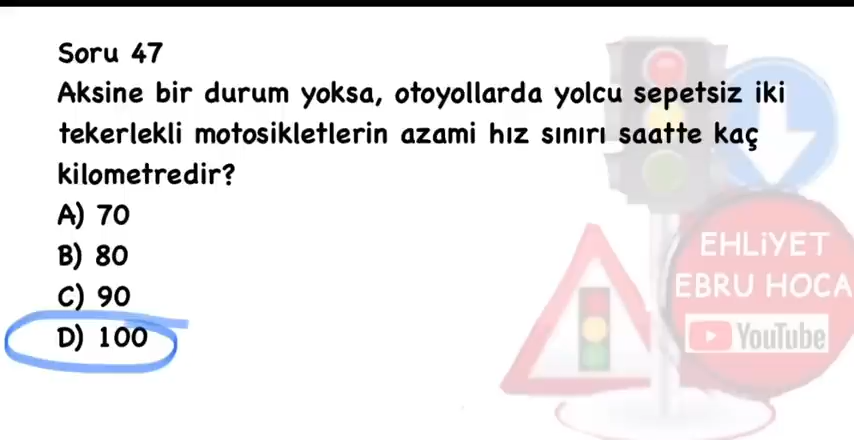 Soru 47
Aksine bir durum yoksa, otoyollarda yolcu sepetsiz iki
tekerlekli motosikletlerin azami hız sınırı saatte kaç
kilometredir?
A) 70
B) 80
C) 90
D) 100
EHLİYET
EBRU HOCA
YouTube